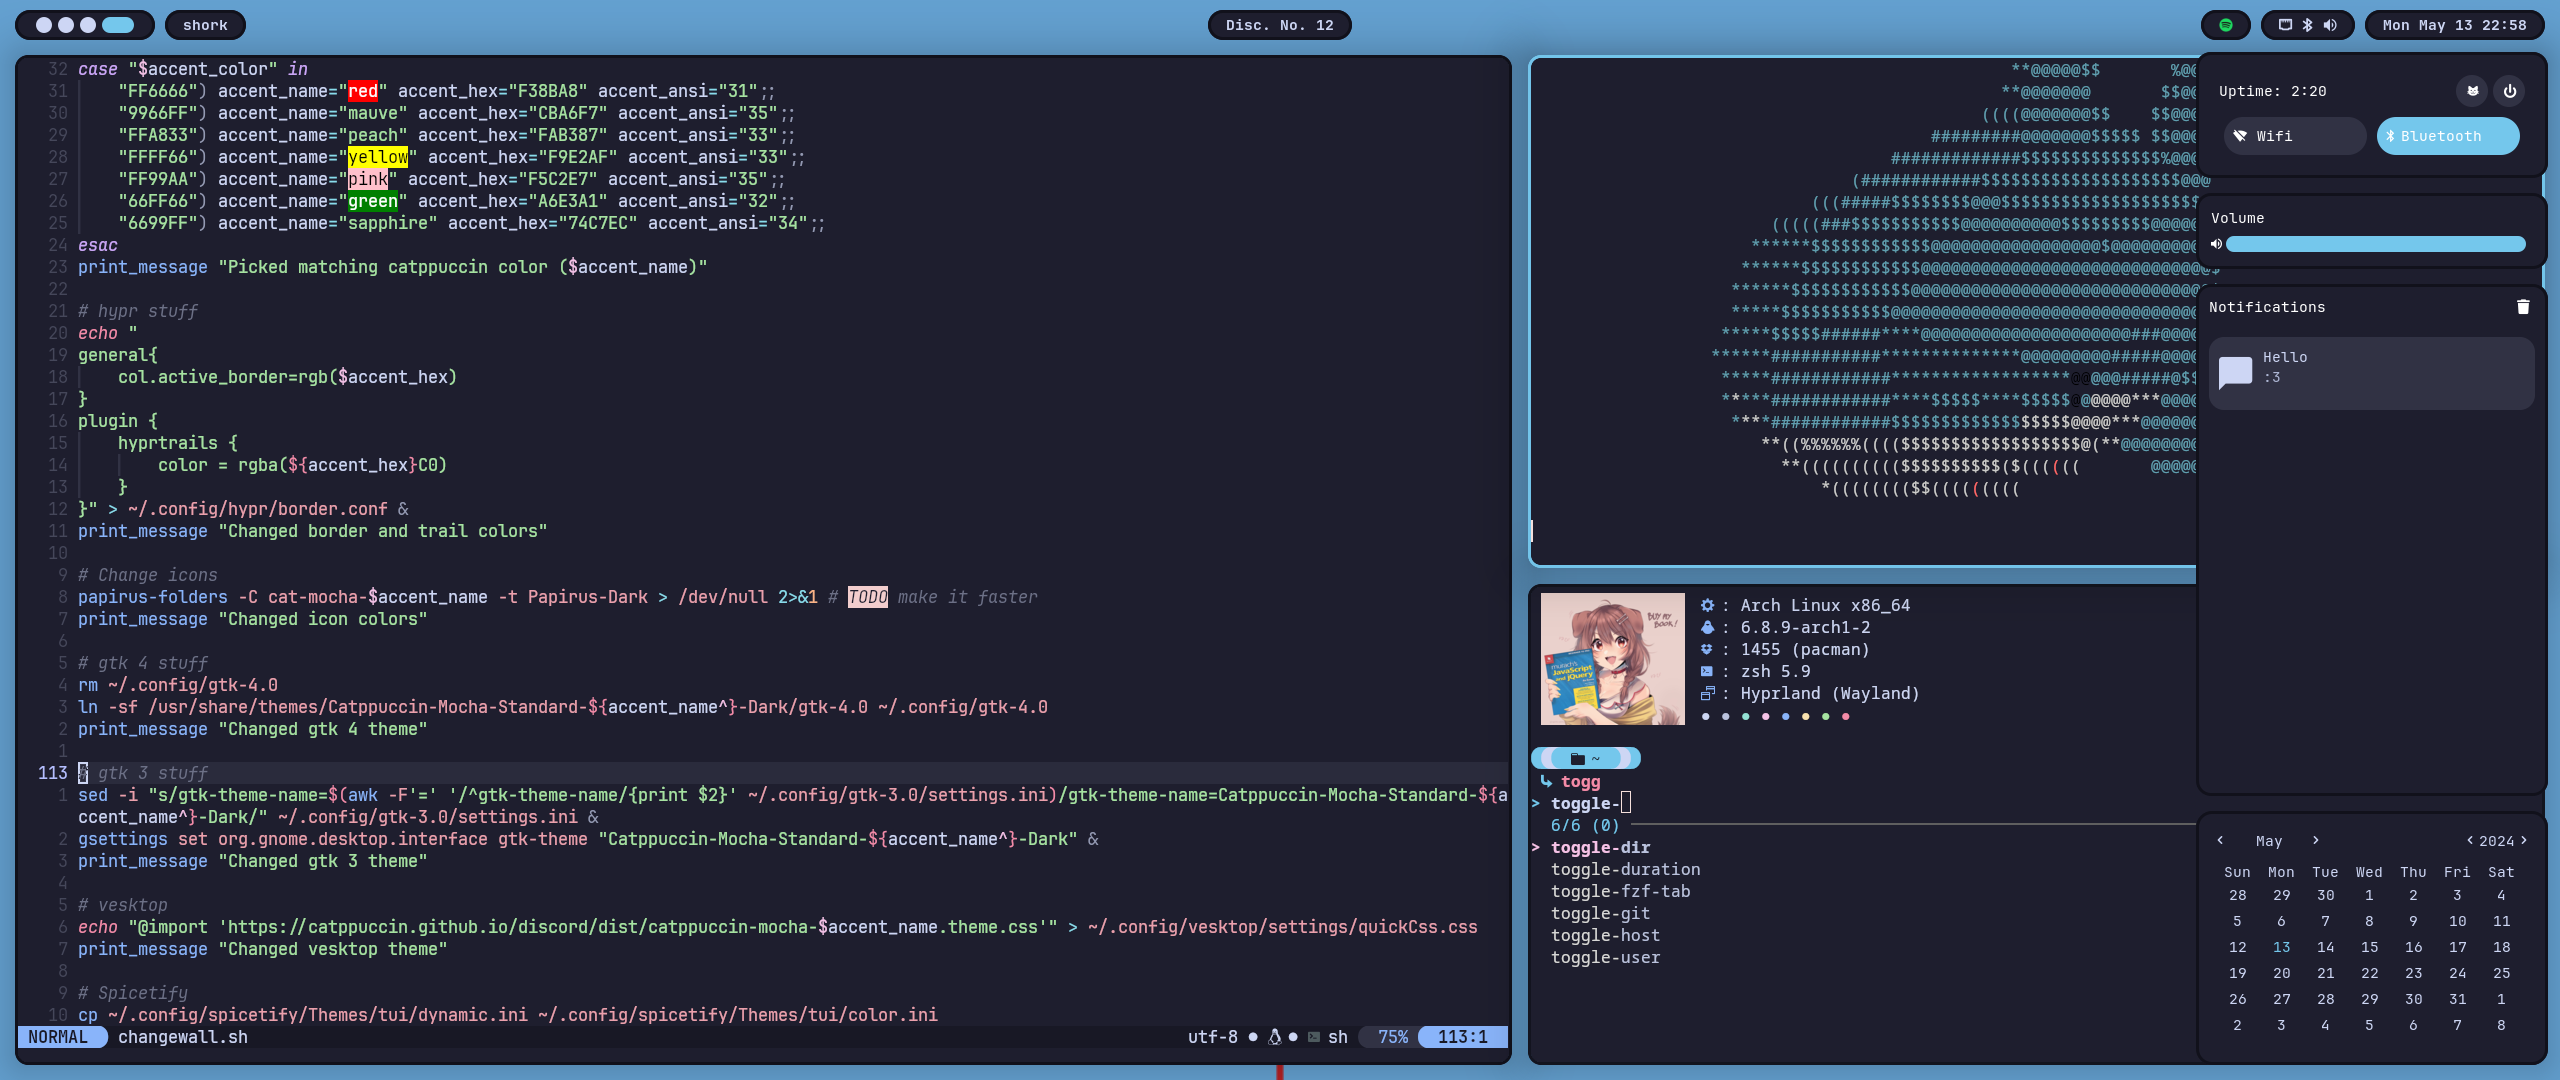 shork
Disc. No. 12
Mon May 13 22:58
32 case "$accent_color" in
31 "FF6666") accent_name="red" accent_hex="F38BA8" accent_ansi="31";;
30 "9966FF") accent_name="mauve" accent_hex="CBA6F7" accent_ansi="35";;
29 "FFA833") accent_name="peach" accent_hex="FAB387" accent_ansi="33";;
28 "FFFF66") accent_name="yellow" accent_hex="F9E2AF" accent_ansi="33";;
27 "FF99AA") accent_name="pink" accent_hex="F5C2E7" accent_ansi="35";;
26 "66FF66") accent_name="green" accent_hex="A6E3A1" accent_ansi="32";;
25 "6699FF") accent_name="sapphire" accent_hex="74C7EC" accent_ansi="34";;
24 esac
23 print_message "Picked matching catppuccin color ($accent_name)"
22
21 # hypr stuff
20 echo "
19 general{
18 col.active_border=rgb($accent_hex)
17 }
16 plugin {
15 hyprtrails {
14 color = rgba(${accent_hex}C0)
13 }
12 }" > ~/.config/hypr/border.conf &
11 print_message "Changed border and trail colors"
10
9 # Change icons
8 papirus-folders -C cat-mocha-$accent_name -t Papirus-Dark > /dev/null 2>&1 # TODO make it faster
7 print_message "Changed icon colors"
6
5 # gtk 4 stuff
4 rm ~/.config/gtk-4.0
3 ln -sf /usr/share/themes/Catppuccin-Mocha-Standard-${accent_name^}-Dark/gtk-4.0 ~/.config/gtk-4.0
2 print_message "Changed gtk 4 theme"
1
113 # gtk 3 stuff
1 sed -i "s/gtk-theme-name=$(awk -F'=' '/^gtk-theme-name/{print $2}' ~/.config/gtk-3.0/settings.ini)/gtk-theme-name=Catppuccin-Mocha-Standard-${a
ccent_name^}-Dark/" ~/.config/gtk-3.0/settings.ini &
2 gsettings set org.gnome.desktop.interface gtk-theme "Catppuccin-Mocha-Standard-${accent_name^}-Dark" &
3 print_message "Changed gtk 3 theme"
4
5 # vesktop
6 echo "@import 'https://catppuccin.github.io/discord/dist/catppuccin-mocha-$accent_name.theme.css'" > ~/.config/vesktop/settings/quickCss.css
7 print_message "Changed vesktop theme"
8
9 # Spicetify
10 cp ~/.config/spicetify/Themes/tui/dynamic.ini ~/.config/spicetify/Themes/tui/color.ini
NORMAL changewall.sh utf-8 sh 75% 113:1
BUY MY BOOK!
murach's
JavaScript
and jQuery
: Arch Linux x86_64
: 6.8.9-arch1-2
: 1455 (pacman)
: zsh 5.9
: Hyprland (Wayland)
~
togg
> toggle-
6/6 (0)
> toggle-dir
toggle-duration
toggle-fzf-tab
toggle-git
toggle-host
toggle-user
Uptime: 2:20
Wifi
Bluetooth
Volume
Notifications
Hello
:3
< May > < 2024 >
Sun Mon Tue Wed Thu Fri Sat
28 29 30 1 2 3 4
5 6 7 8 9 10 11
12 13 14 15 16 17 18
19 20 21 22 23 24 25
26 27 28 29 30 31 1
2 3 4 5 6 7 8